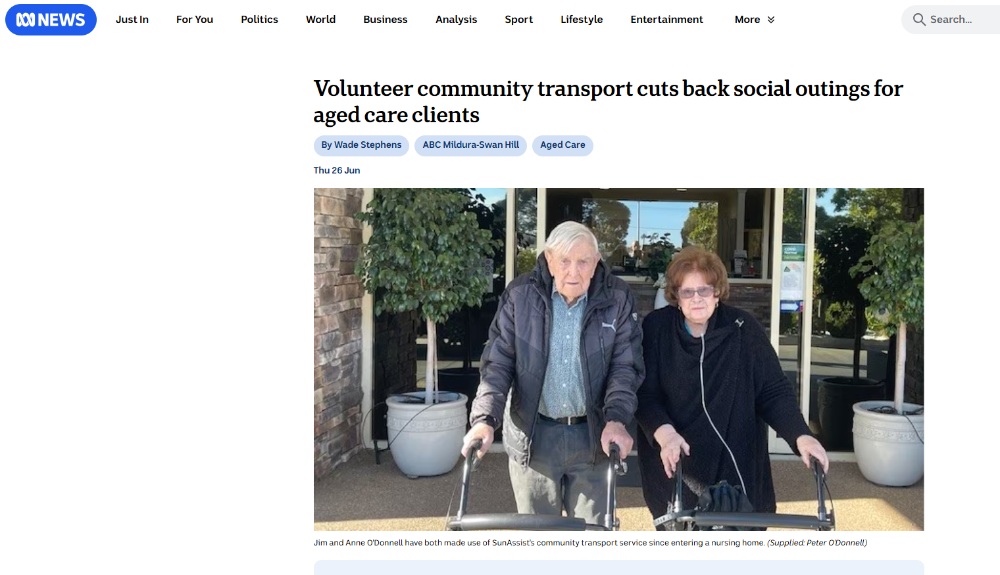 NEWS
Just In
For You
Politics
World
Business
Analysis
Sport
Lifestyle
Entertainment
More
Search...
Volunteer community transport cuts back social outings for
aged care clients
By Wade Stephens
ABC Mildura-Swan Hill
Aged Care
Thu 26 Jun
Jim and Anne O'Donnell have both made use of SunAssist's community transport service since entering a nursing home. (Supplied: Peter O'Donnell)